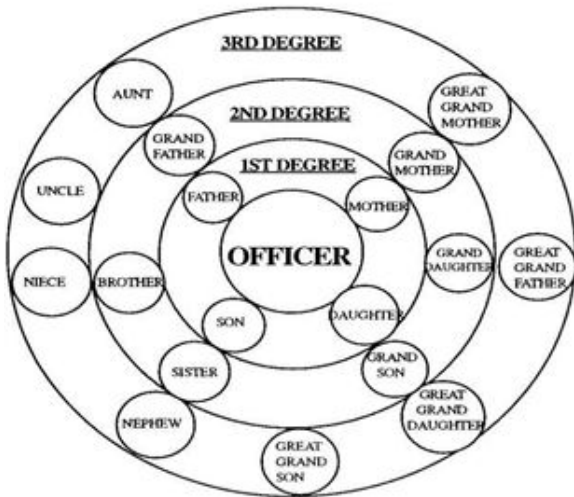 3RD DEGREE
AUNT
GREAT
GRAND
MOTHER
2ND DEGREE
GRAND
FATHER
GRAND
MOTHER
1ST DEGREE
UNCLE
FATHER
MOTHER
OFFICER
NIECE
BROTHER
GRAND
DAUGHTER
GREAT
GRAND
FATHER
SON
DAUGHTER
SISTER
GRAND
SON
NEPHEW
GREAT
GRAND
DAUGHTER
GREAT
GRAND
SON